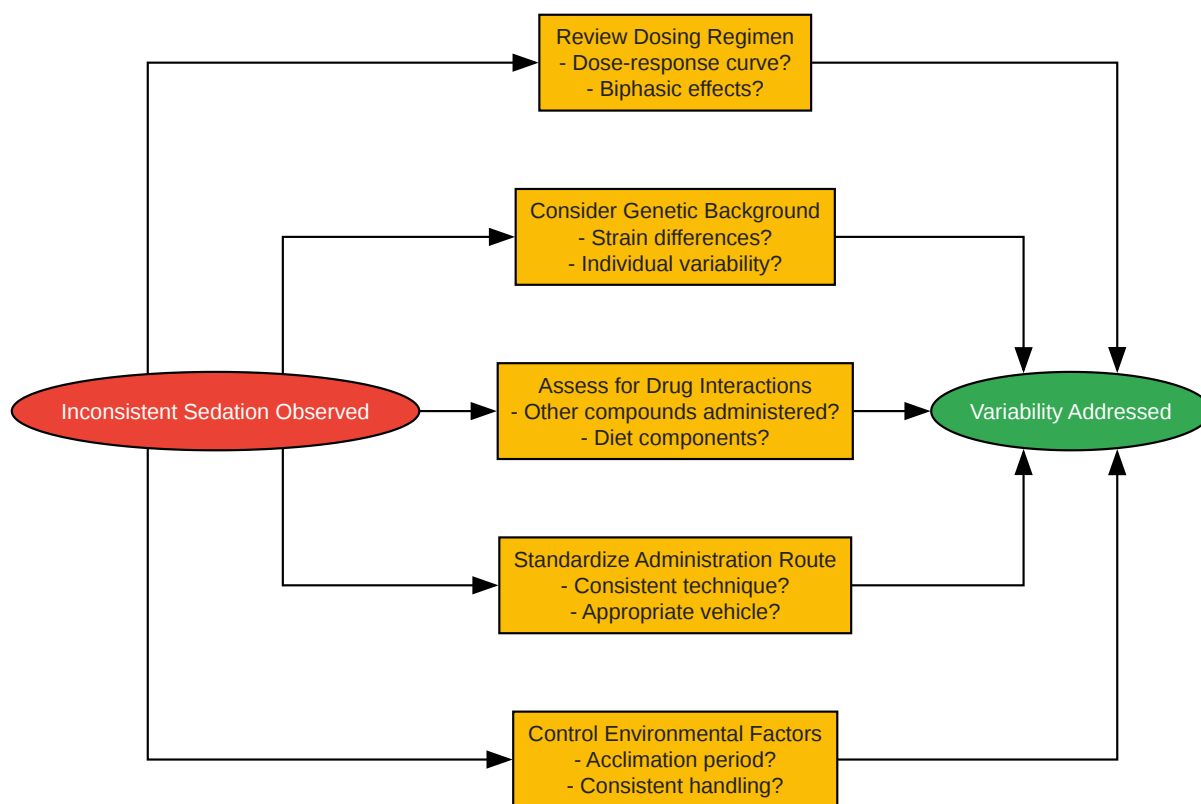 Review Dosing Regimen
- Dose-response curve?
- Biphasic effects?
Consider Genetic Background
- Strain differences?
- Individual variability?
Inconsistent Sedation Observed
Assess for Drug Interactions
- Other compounds administered?
- Diet components?
Variability Addressed
Standardize Administration Route
- Consistent technique?
- Appropriate vehicle?
Control Environmental Factors
- Acclimation period?
- Consistent handling?